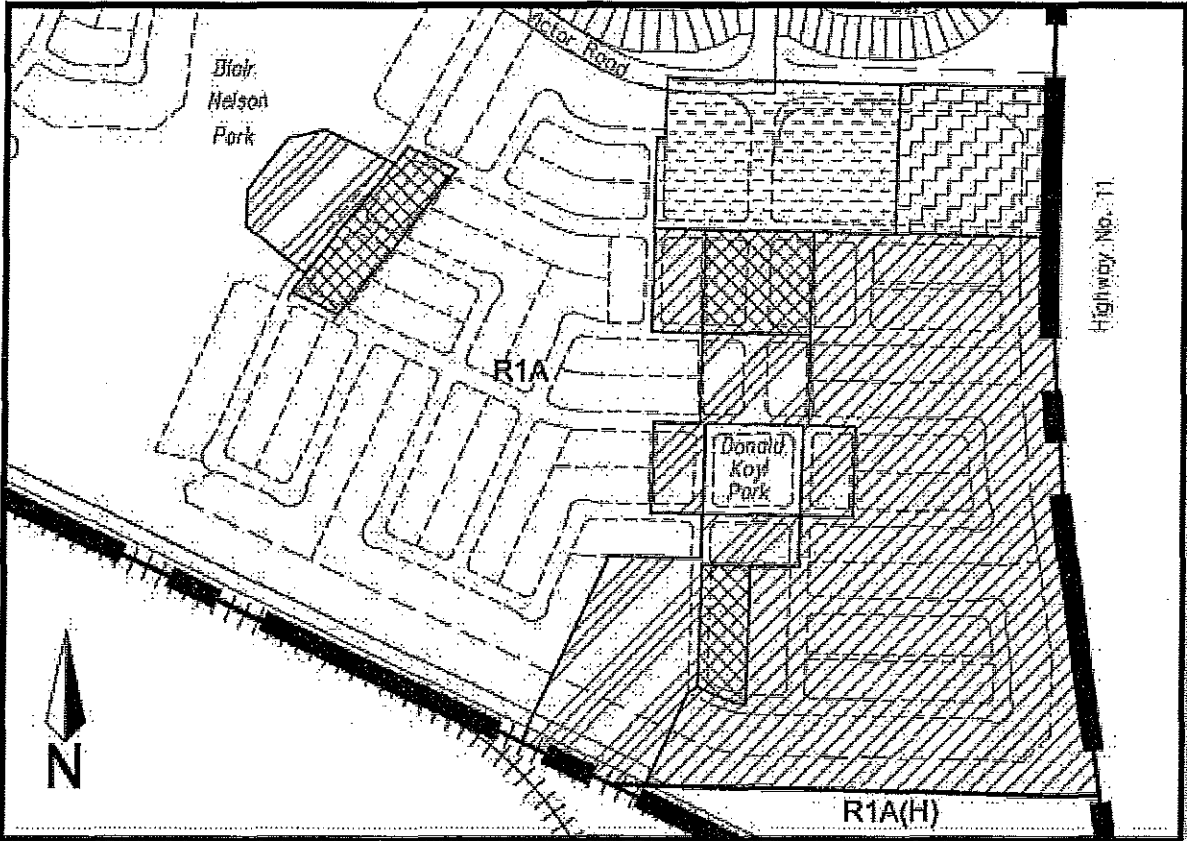 Victor Road
Blair
Nelson
Park
Highway No. 11
R1A
Donald
Koyl
Park
N
R1A(H)